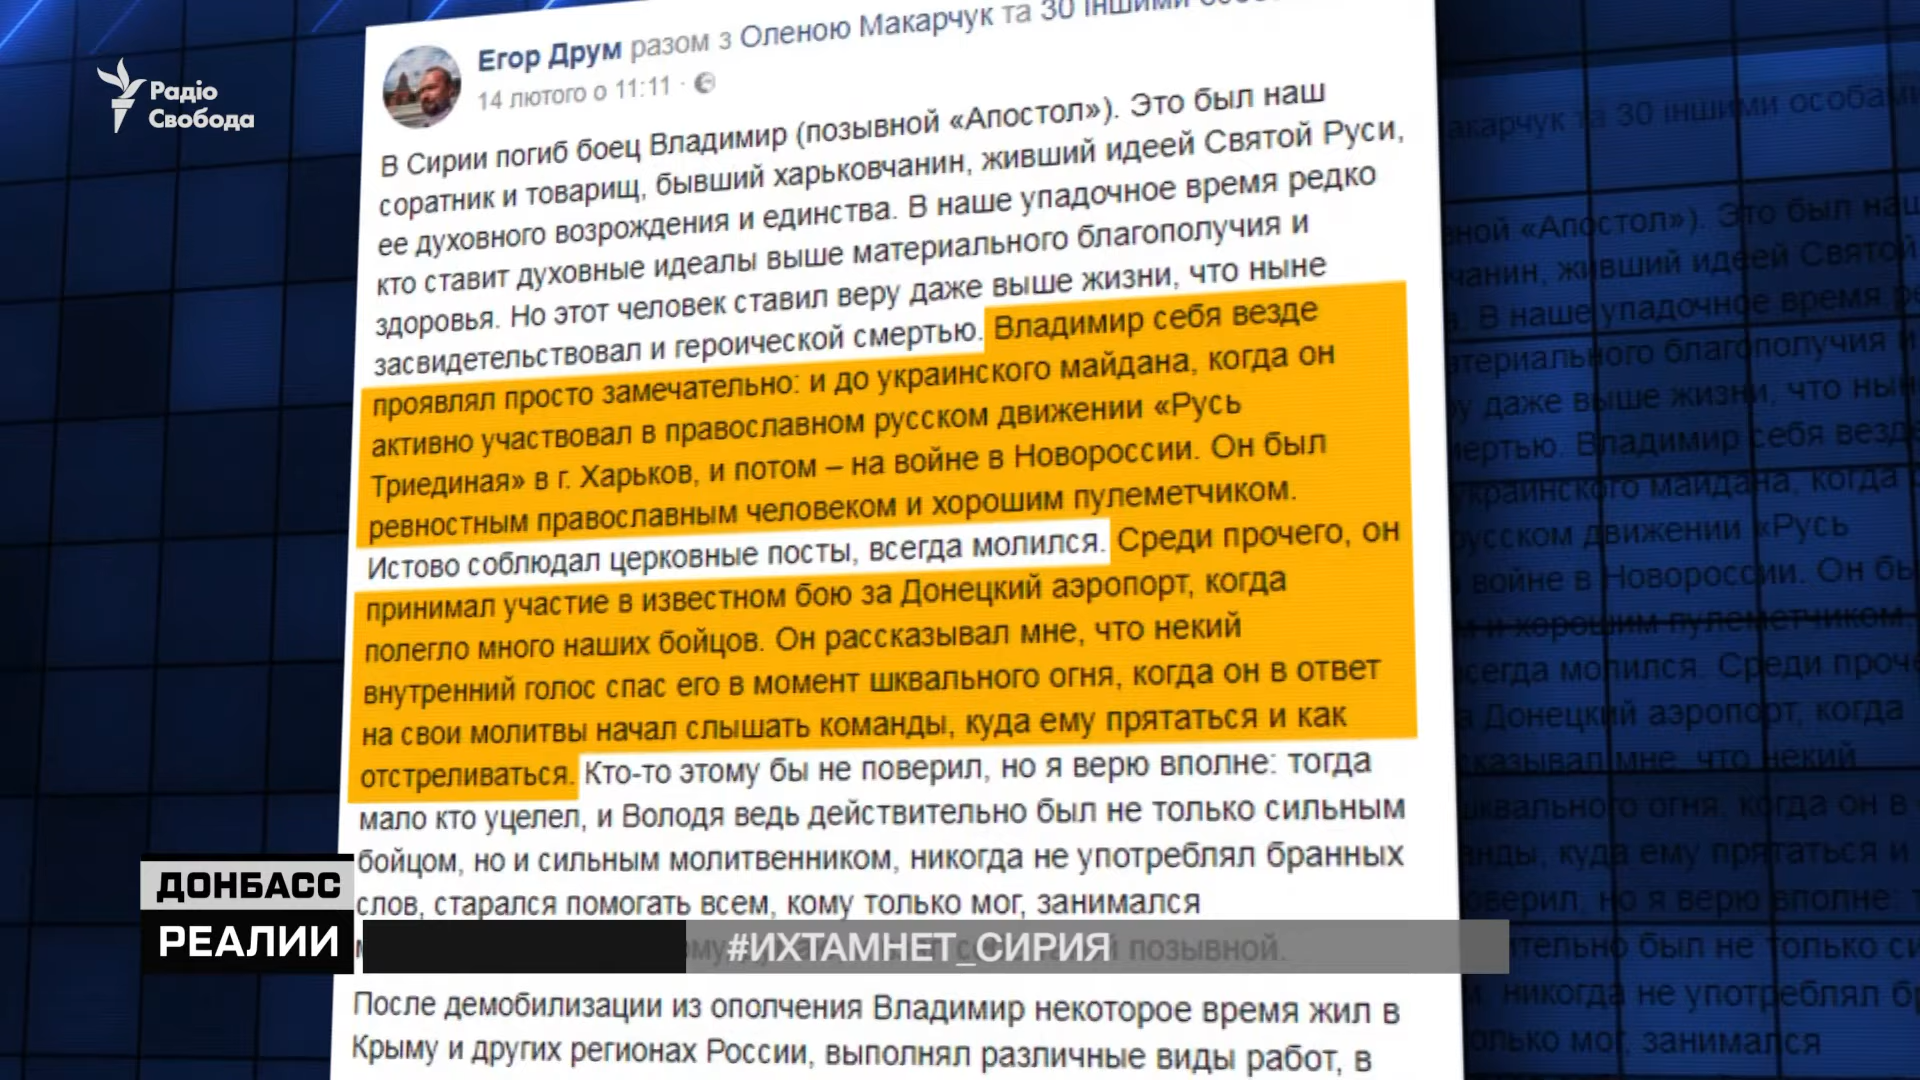 Радіо
Свобода
Егор Друм разом з Оленою Макарчук та 30 іншими
14 лютого о 11:11 ·
В Сирии погиб боец Владимир (позывной «Апостол»). Это был наш
соратник и товарищ, бывший харьковчанин, живший идеей Святой Руси,
ее духовного возрождения и единства. В наше упадочное время редко
кто ставит духовные идеалы выше материального благополучия и
здоровья. Но этот человек ставил веру даже выше жизни, что ныне
засвидетельствовал и героической смертью. Владимир себя везде
проявлял просто замечательно: и до украинского майдана, когда он
активно участвовал в православном русском движении «Русь
Триединая» в г. Харьков, и потом – на войне в Новороссии. Он был
ревностным православным человеком и хорошим пулеметчиком.
Истово соблюдал церковные посты, всегда молился. Среди прочего, он
принимал участие в известном бою за Донецкий аэропорт, когда
полегло много наших бойцов. Он рассказывал мне, что некий
внутренний голос спас его в момент шквального огня, когда он в ответ
на свои молитвы начал слышать команды, куда ему прятаться и как
отстреливаться. Кто-то этому бы не поверил, но я верю вполне: тогда
мало кто уцелел, и Володя ведь действительно был не только сильным
бойцом, но и сильным молитвенником, никогда не употреблял бранных
слов, старался помогать всем, кому только мог, занимался
позывной.
После демобилизации из ополчения Владимир некоторое время жил в
Крыму и других регионах России, выполнял различные виды работ, в
ДОНБАСС
РЕАЛИИ
#ИХТАМНЕТ_СИРИЯ